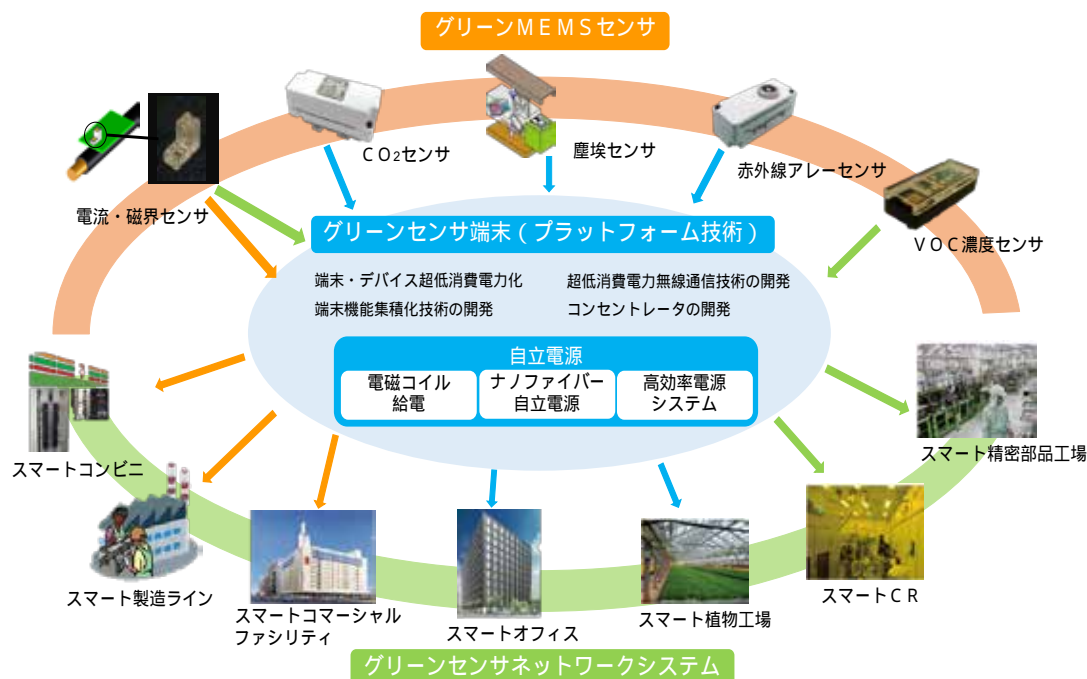 グリーンMEMSセンサ
CO₂センサ
塵埃センサ
赤外線アレーセンサ
電流・磁界センサ
VOC濃度センサ
グリーンセンサ端末(プラットフォーム技術)
端末・デバイス超低消費電力化
超低消費電力無線通信技術の開発
端末機能集積化技術の開発
コンセントレータの開発
自立電源
電磁コイル
給電
ナノファイバー
自立電源
高効率電源
システム
スマートコンビニ
スマート精密部品工場
スマート製造ライン
スマートコマーシャル
ファシリティ
スマートオフィス
スマート植物工場
スマートCR
グリーンセンサネットワークシステム